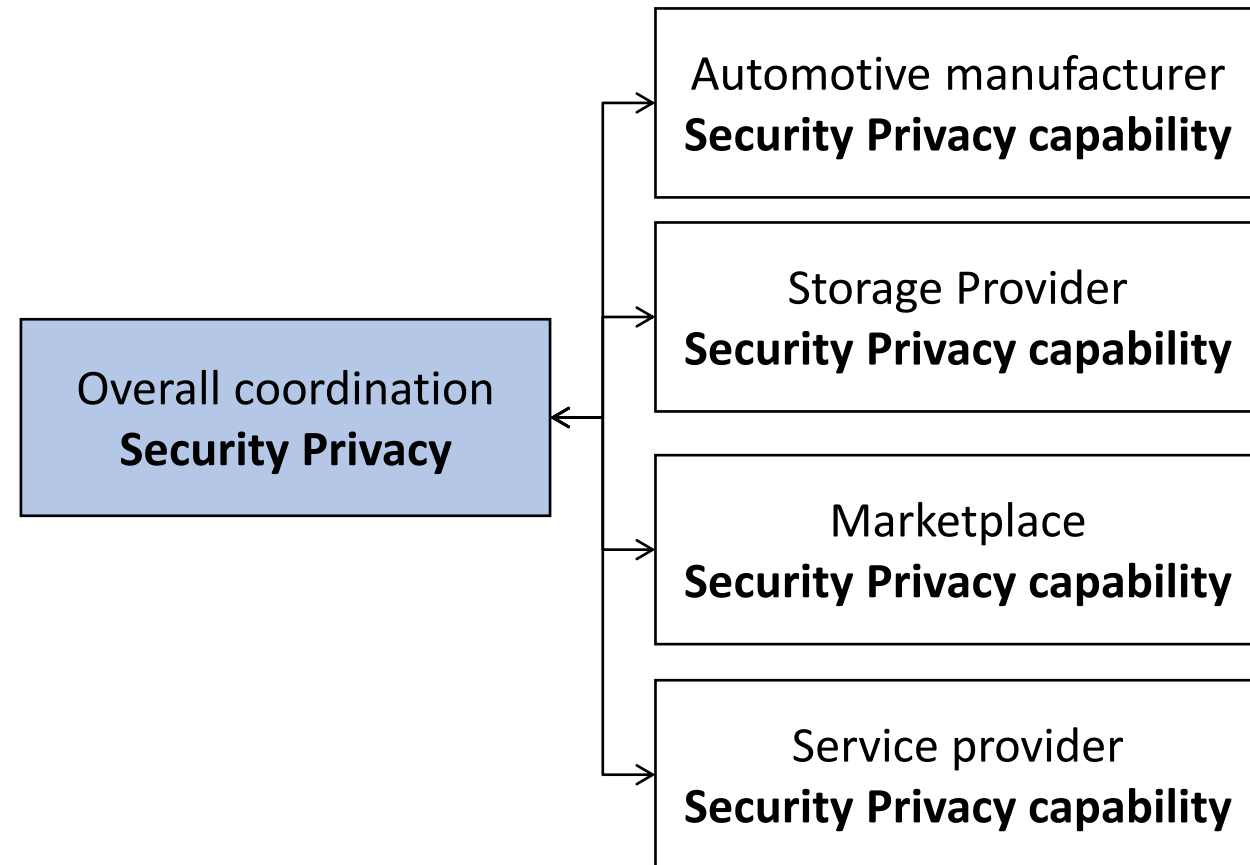 Automotive manufacturer
Security Privacy capability
Storage Provider
Security Privacy capability
Overall coordination
Security Privacy
Marketplace
Security Privacy capability
Service provider
Security Privacy capability